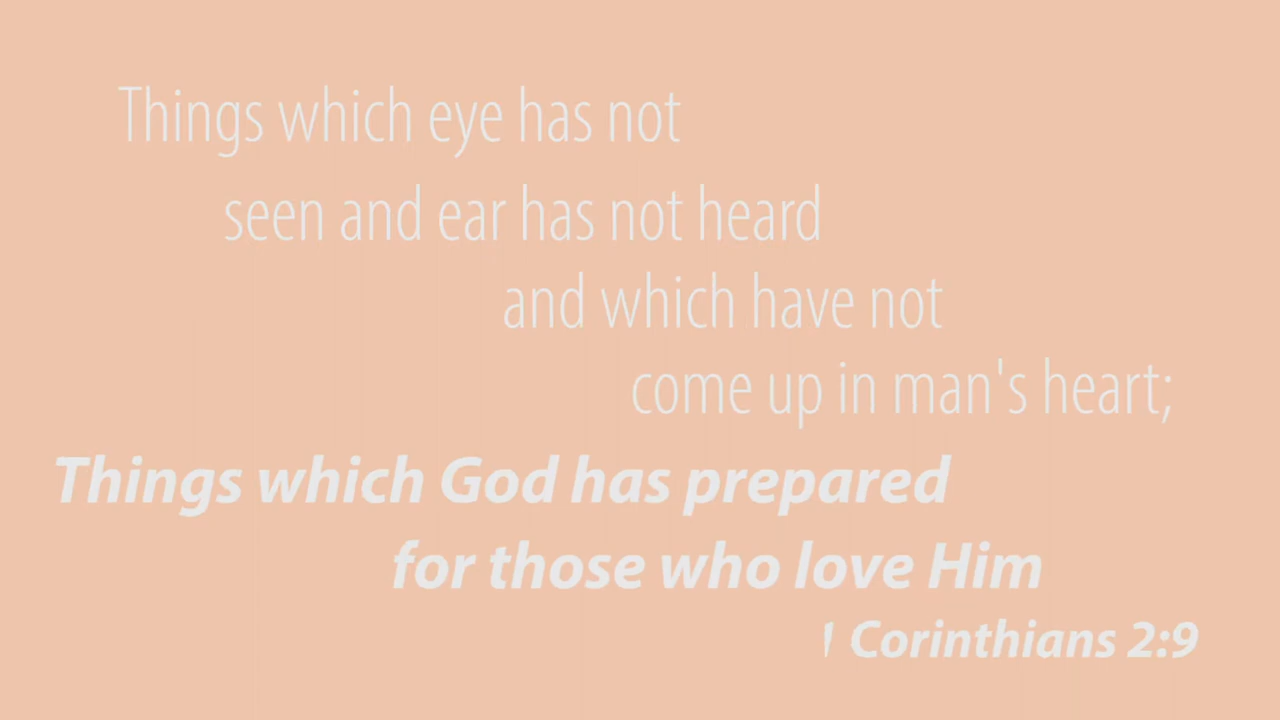 Things which eye has not
seen and ear has not heard
and which have not
come up in man's heart;
Things which God has prepared
for those who love Him
1 Corinthians 2:9